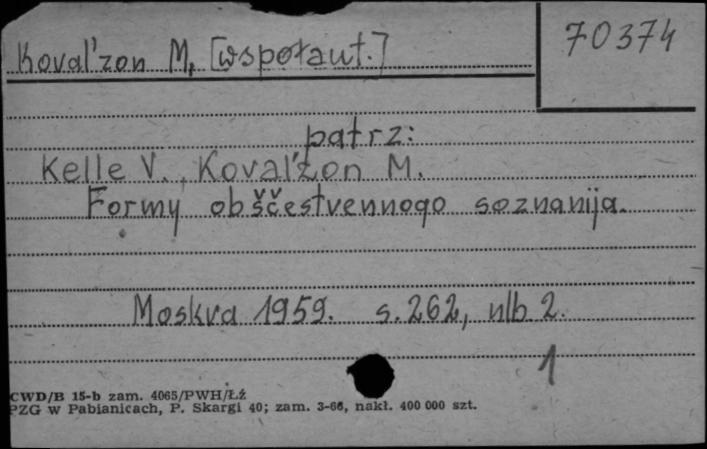 Koval'zon M. [współaut.]
70374
patrz:
Kelle V., Koval'zon M.
Formy obščestvennogo soznanija.
Moskva 1959. s. 262, nlb 2.
1
CWD/B 15-b zam. 4065/PWH/Łź
PZG w Pabianicach, P. Skargi 40; zam. 3-66, nakł. 400 000 szt.